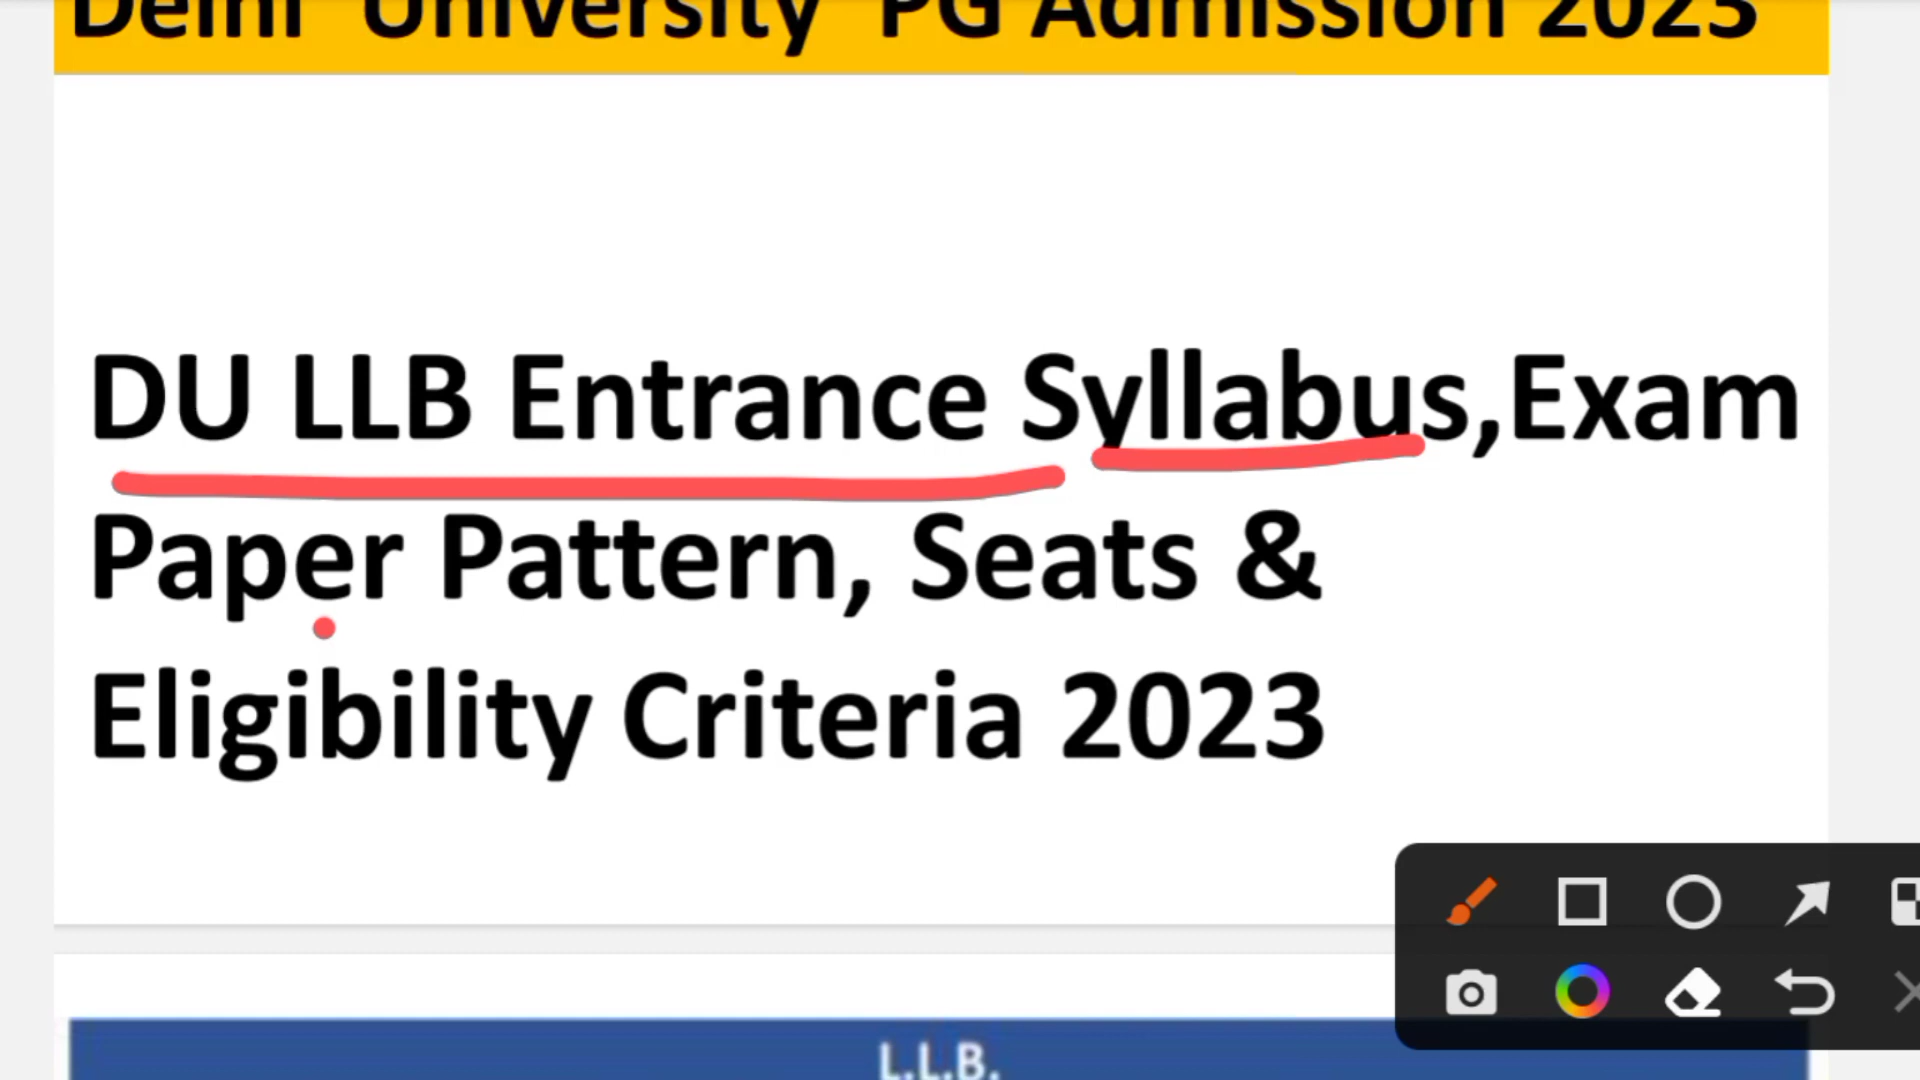 Delhi University PG Admission 2023
DU LLB Entrance Syllabus,Exam
Paper Pattern, Seats &
Eligibility Criteria 2023
L.L.B.